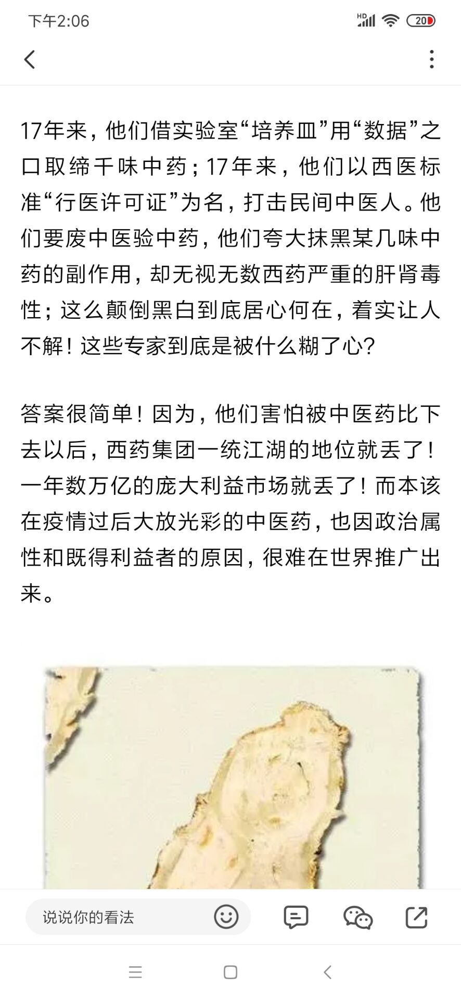 下午2:06
HD
20
17年来，他们借实验室“培养皿”用“数据”之
口取缔千味中药；17年来，他们以西医标
准“行医许可证”为名，打击民间中医人。他
们要废中医验中药，他们夸大抹黑某几味中
药的副作用，却无视无数西药严重的肝肾毒
性；这么颠倒黑白到底居心何在，着实让人
不解！这些专家到底是被什么糊了心？
答案很简单！因为，他们害怕被中医药比下
去以后，西药集团一统江湖的地位就丢了！
一年数万亿的庞大利益市场就丢了！而本该
在疫情过后大放光彩的中医药，也因政治属
性和既得利益者的原因，很难在世界推广出
来。
说说你的看法